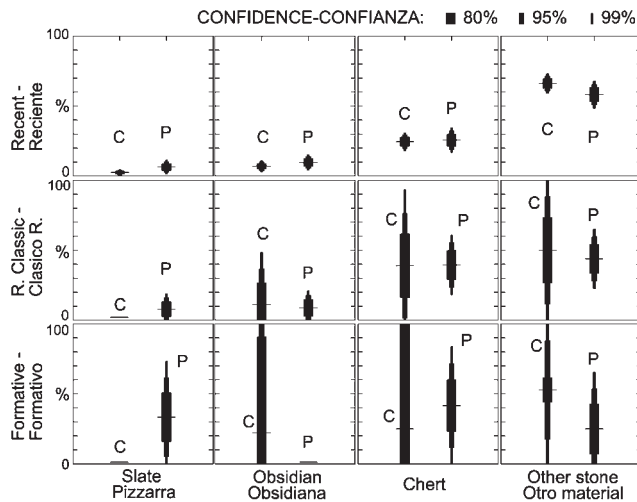 CONFIDENCE-CONFIANZA: 80% 95% 99%
Recent -
Reciente
100
%
0
C P
C P
C P
C P
R. Classic -
Clasico R.
100
%
0
C P
C P
C P
C P
Formative -
Formativo
100
%
0
C P
C P
C P
C P
Slate
Pizzarra
Obsidian
Obsidiana
Chert
Other stone
Otro material